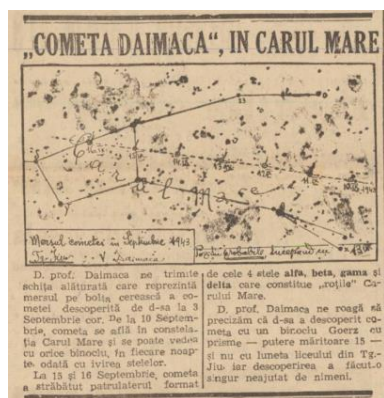 „COMETA DAIMACA“, IN CARUL MARE
Carul Mare
Mersul cometei în Septembrie 1943
Tg.-Jiu V Daimaca
D. prof. Daimaca ne trimite
schița alăturată care reprezintă
mersul pe bolta cerească a co-
metei descoperită de d-sa la 3
Septembrie cor. De la 10 Septem-
brie, cometa se află în constela-
ția Carul Mare și se poate vedea
cu orice binoclu, în fiecare noap-
te, odată cu ivirea stelelor.
La 15 și 16 Septembrie, cometa
a străbătut patrulaterul format
de cele 4 stele alfa, beta, gama și
delta care constitue „roțile” Ca-
rului Mare.
D. prof. Daimaca ne roagă să
precizăm că d-sa a descoperit co-
meta cu un binoclu Goerz cu
prisme — putere măritoare 15 —
și nu cu luneta liceului din Tg.-
Jiu, iar descoperirea a făcut-o
singur neajutat de nimeni.